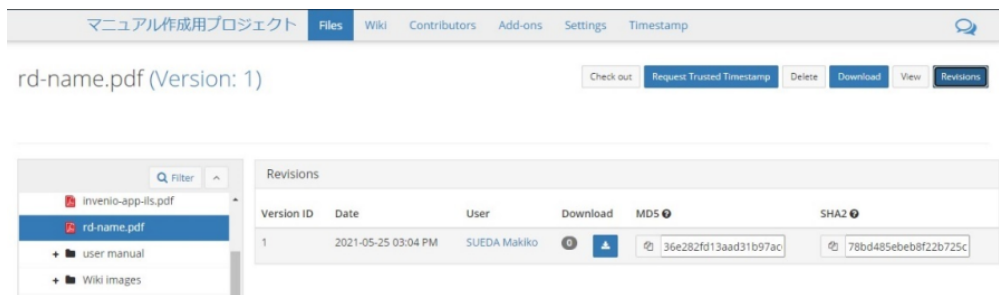 マニュアル作成用プロジェクト Files Wiki Contributors Add-ons Settings Timestamp
rd-name.pdf (Version: 1)
Check out Request Trusted Timestamp Delete Download View Revisions
Filter
invenio-app-ils.pdf
rd-name.pdf
user manual
Wiki images
Revisions
Version ID Date User Download MD5 SHA2
1 2021-05-25 03:04 PM SUEDA Makiko 0 36e282fd13aad31b97ac 78bd485ebeb8f22b725c